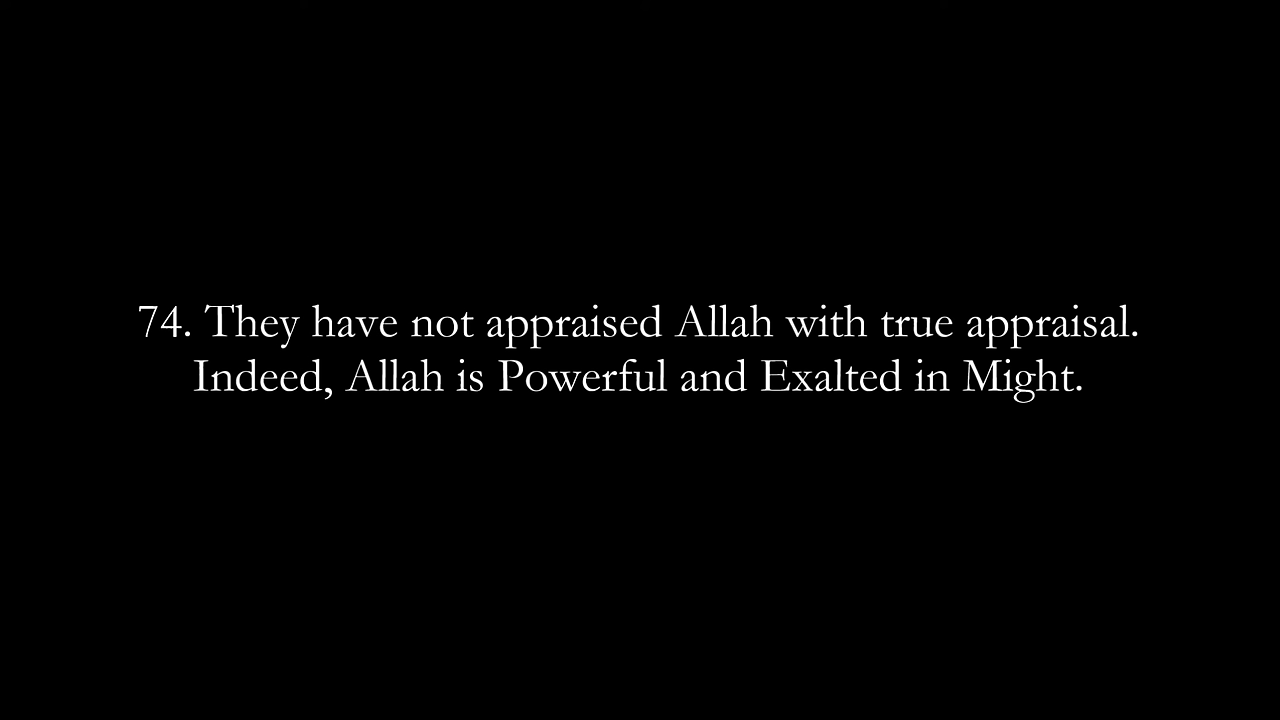 74. They have not appraised Allah with true appraisal.
Indeed, Allah is Powerful and Exalted in Might.